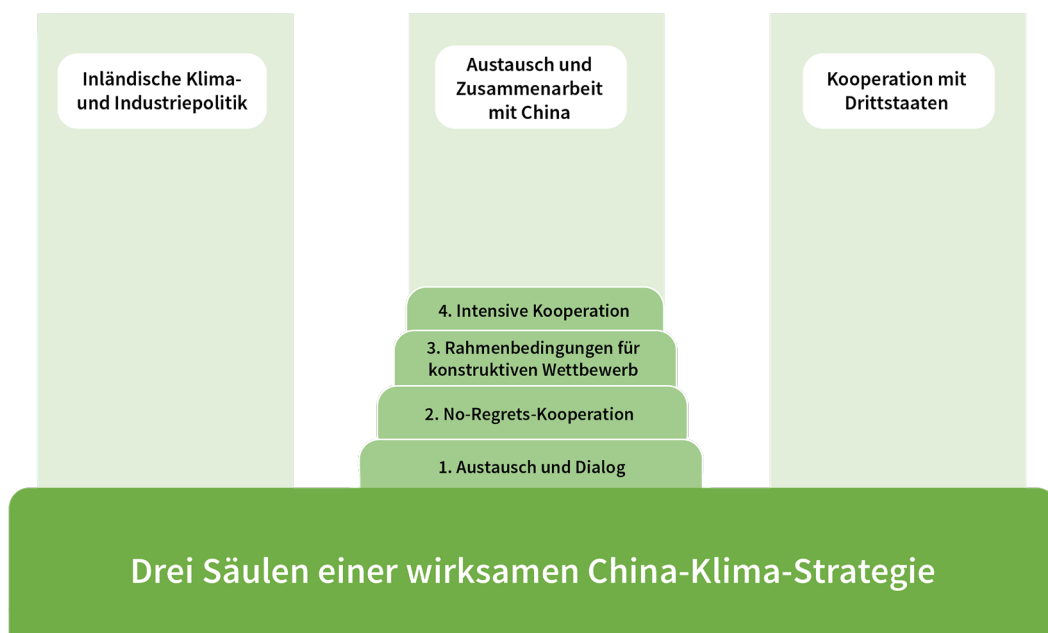 Inländische Klima-
und Industriepolitik
Austausch und
Zusammenarbeit
mit China
Kooperation mit
Drittstaaten
4. Intensive Kooperation
3. Rahmenbedingungen für
konstruktiven Wettbewerb
2. No-Regrets-Kooperation
1. Austausch und Dialog
Drei Säulen einer wirksamen China-Klima-Strategie